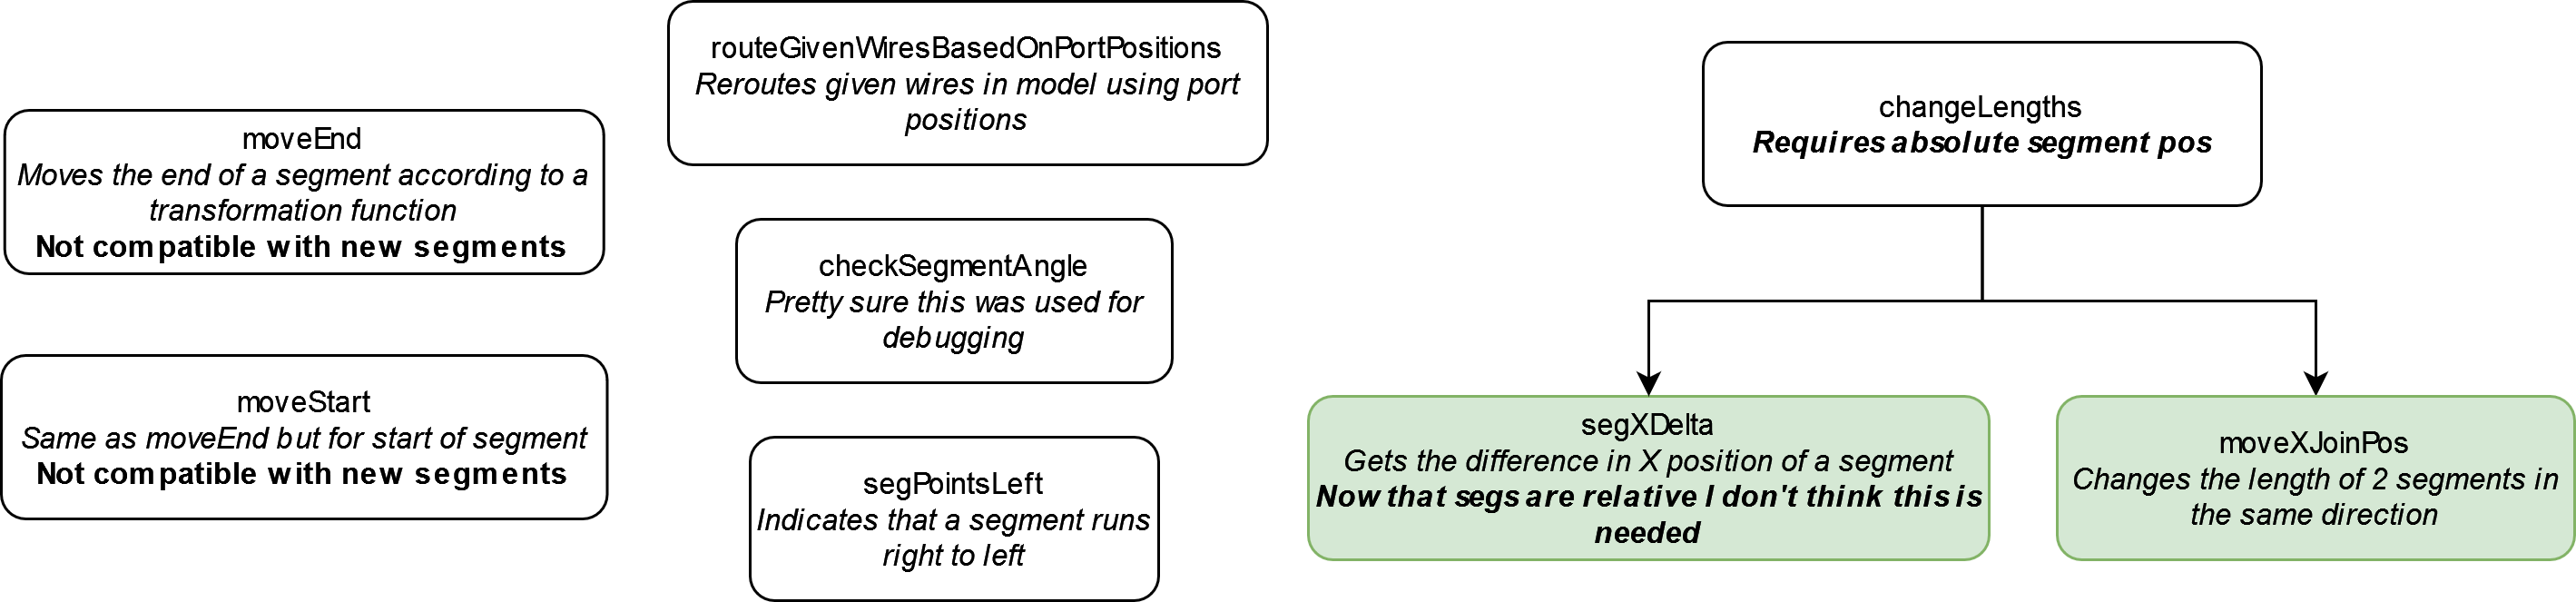 moveEnd
Moves the end of a segment according to a
transformation function
Not compatible with new segments
moveStart
Same as moveEnd but for start of segment
Not compatible with new segments
routeGivenWiresBasedOnPortPositions
Reroutes given wires in model using port
positions
checkSegmentAngle
Pretty sure this was used for
debugging
segPointsLeft
Indicates that a segment runs
right to left
changeLengths
Requires absolute segment pos
segXDelta
Gets the difference in X position of a segment
Now that segs are relative I don't think this is
needed
moveXJoinPos
Changes the length of 2 segments in
the same direction